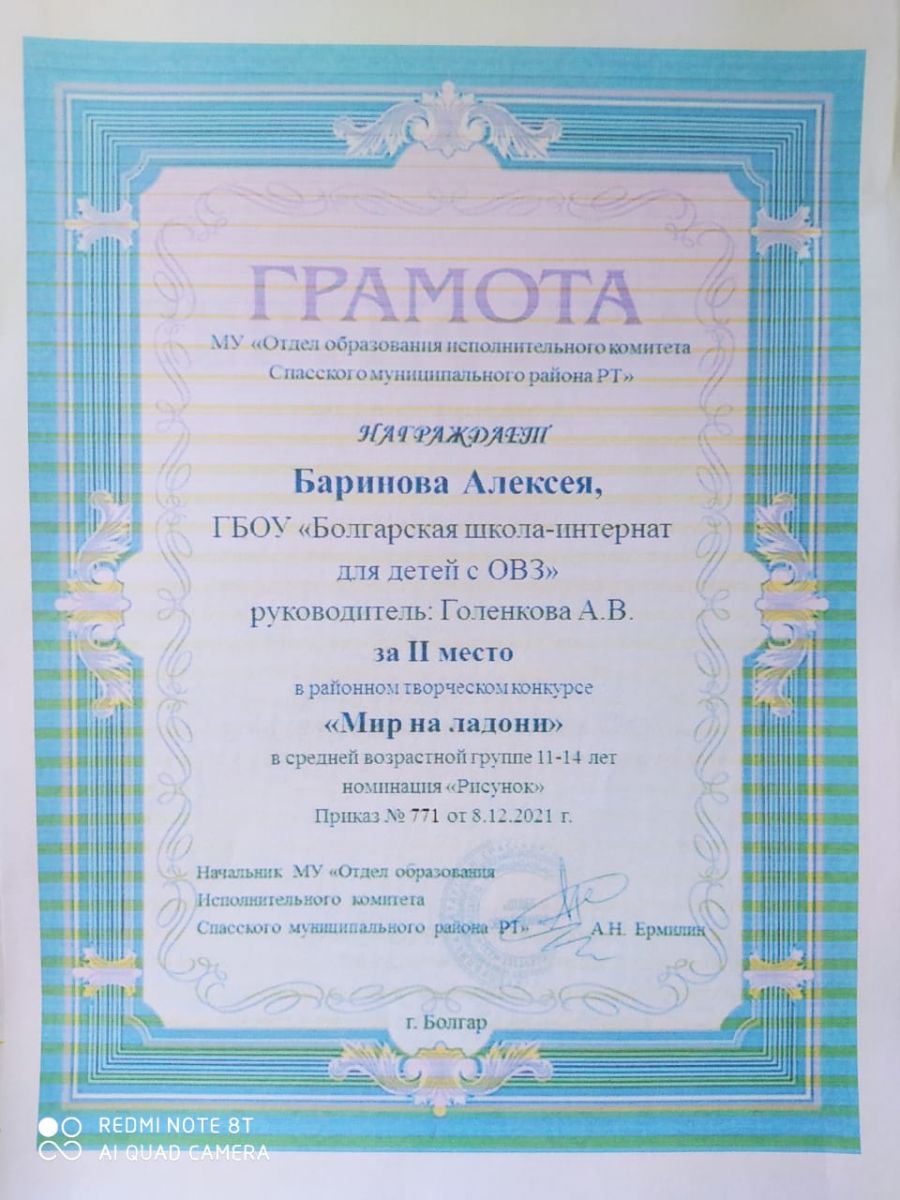 ГРАМОТА
МУ «Отдел образования исполнительного комитета
Спасского муниципального района РТ»
НАГРАЖДАЕТ
Баринова Алексея,
ГБОУ «Болгарская школа-интернат
для детей с ОВЗ»
руководитель: Голенкова А.В.
за II место
в районном творческом конкурсе
«Мир на ладони»
в средней возрастной группе 11-14 лет
номинация «Рисунок»
Приказ № 771 от 8.12.2021 г.
Начальник МУ «Отдел образования
Исполнительного комитета
Спасского муниципального района РТ» А.Н. Ермилин
г. Болгар
REDMI NOTE 8T
AI QUAD CAMERA